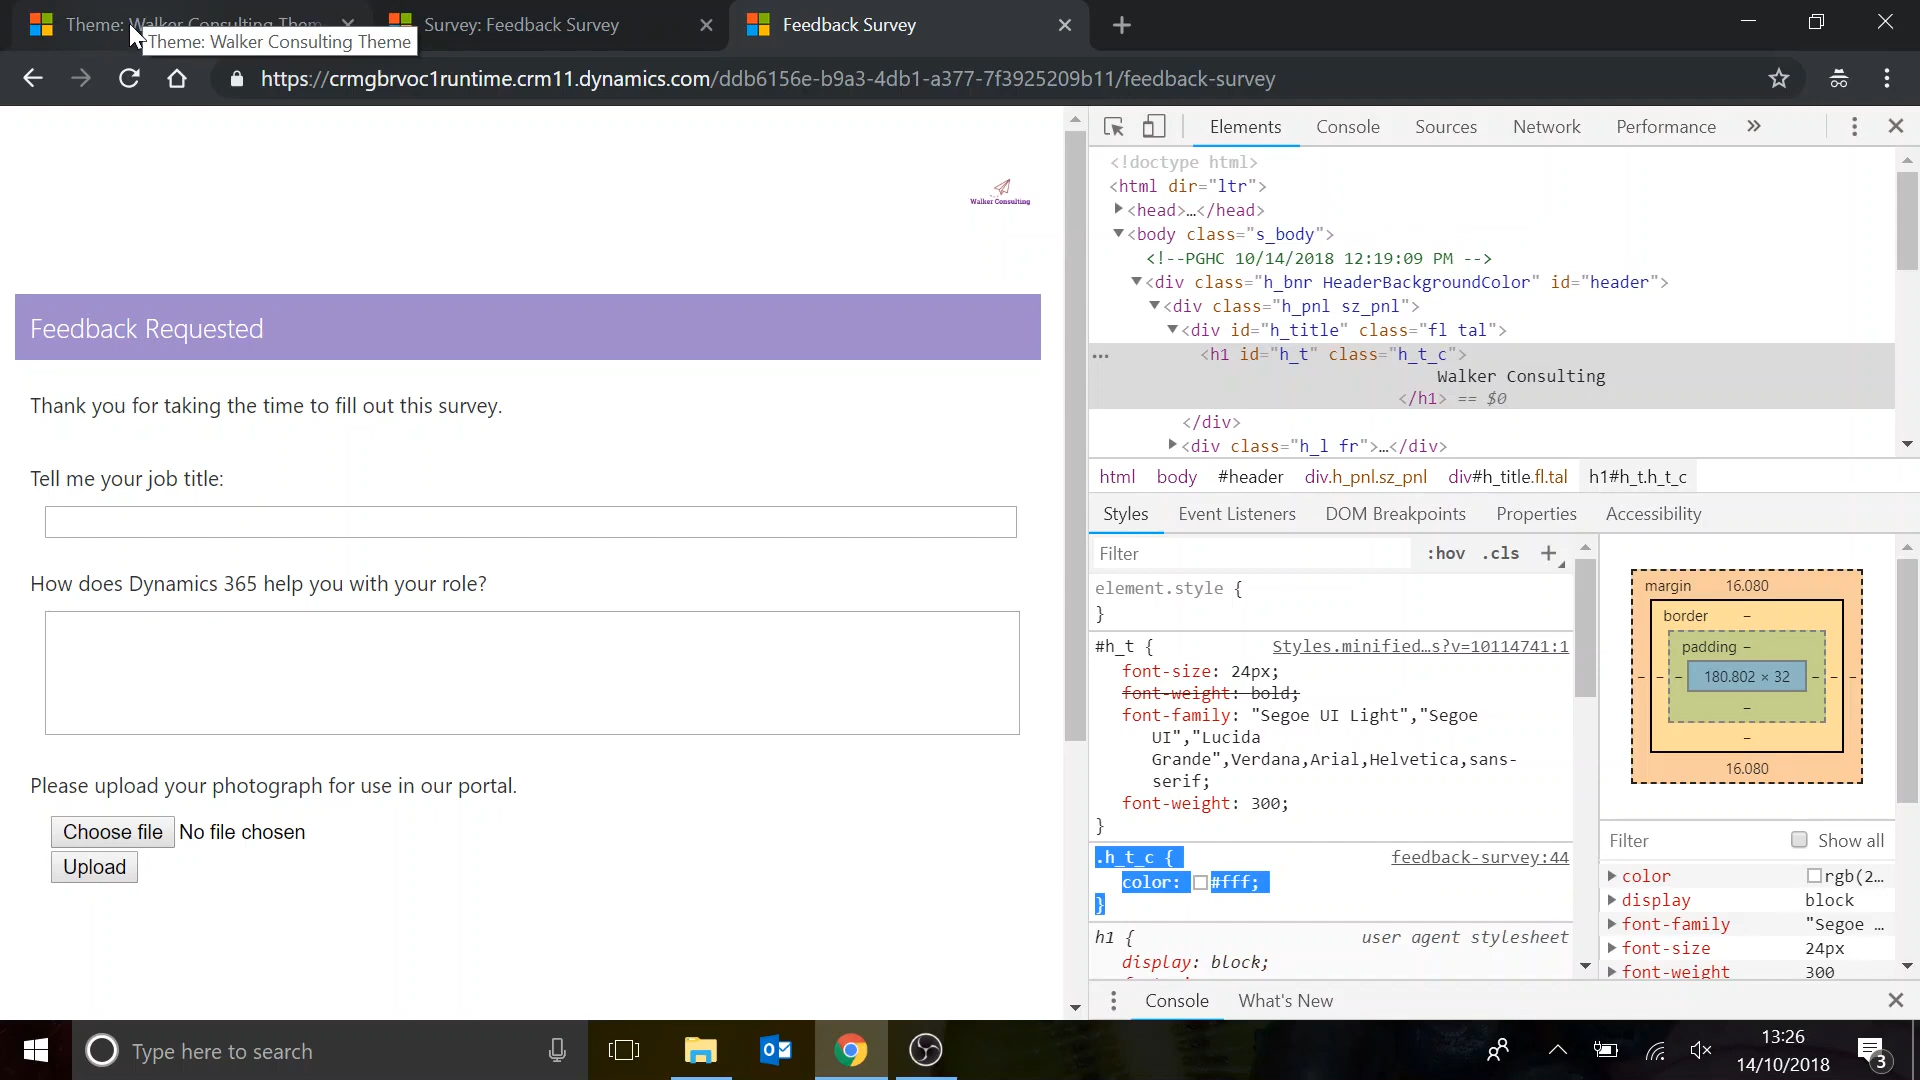 Theme: Walker Consulting Them
Survey: Feedback Survey
Feedback Survey
Theme: Walker Consulting Theme
https://crmgbrvoc1runtime.crm11.dynamics.com/ddb6156e-b9a3-4db1-a377-7f3925209b11/feedback-survey
Walker Consulting
Feedback Requested
Thank you for taking the time to fill out this survey.
Tell me your job title:
How does Dynamics 365 help you with your role?
Please upload your photograph for use in our portal.
Choose file No file chosen
Upload
Elements Console Sources Network Performance »
<!doctype html>
<html dir="ltr">
<head>…</head>
<body class="s_body">
<!--PGHC 10/14/2018 12:19:09 PM -->
<div class="h_bnr HeaderBackgroundColor" id="header">
<div class="h_pnl sz_pnl">
<div id="h_title" class="fl tal">
… <h1 id="h_t" class="h_t_c">
Walker Consulting
</h1> == $0
</div>
<div class="h_l fr">…</div>
html body #header div.h_pnl.sz_pnl div#h_title.fl.tal h1#h_t.h_t_c
Styles Event Listeners DOM Breakpoints Properties Accessibility
Filter :hov .cls +
element.style {
}
#h_t { Styles.minified…s?v=10114741:1
font-size: 24px;
font-weight: bold;
font-family: "Segoe UI Light","Segoe
UI","Lucida
Grande",Verdana,Arial,Helvetica,sans-
serif;
font-weight: 300;
}
.h_t_c { feedback-survey:44
color: #fff;
}
h1 { user agent stylesheet
display: block;
margin 16.080
border –
padding –
– – – 180.802 × 32 – – –
–
–
16.080
Filter Show all
color rgb(2…
display block
font-family "Segoe …
font-size 24px
font-weight 300
Console What's New
Type here to search
13:26
14/10/2018
3